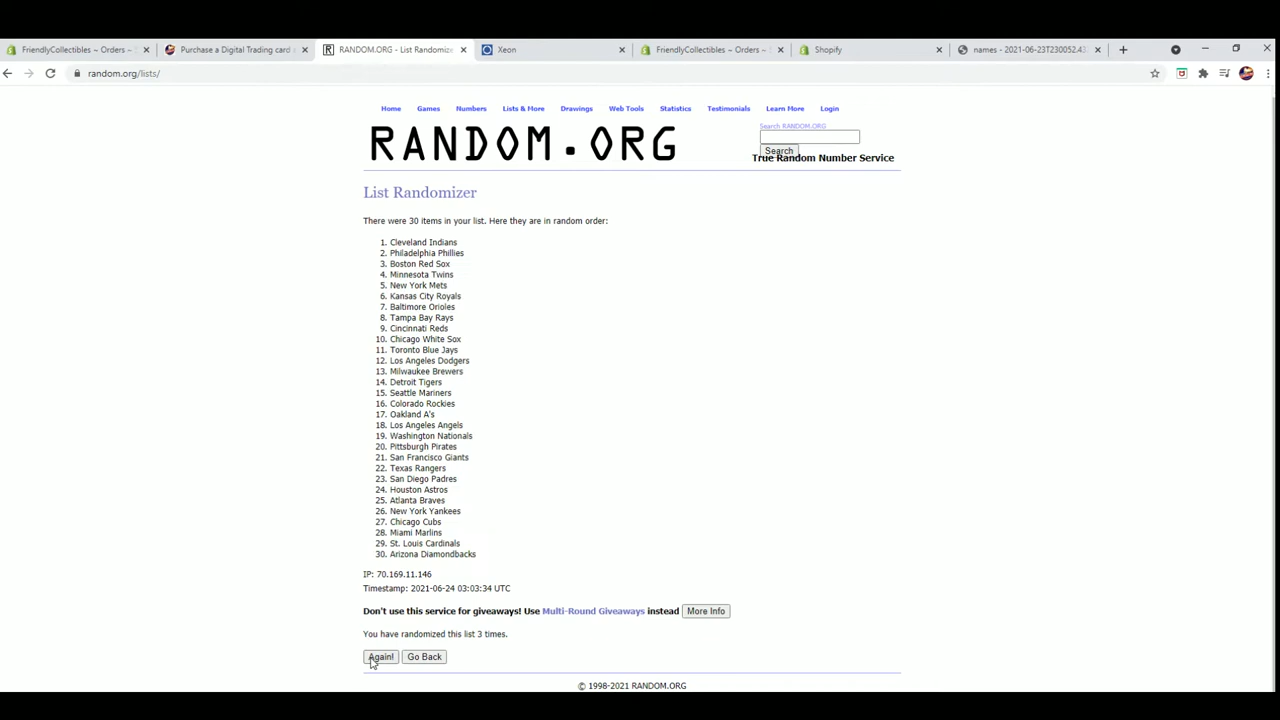 FriendlyCollectibles ~ Orders ~
Purchase a Digital Trading card
RANDOM.ORG - List Randomizer
Xeon
FriendlyCollectibles ~ Orders ~
Shopify
names - 2021-06-23T230052.43
random.org/lists/
Home Games Numbers Lists & More Drawings Web Tools Statistics Testimonials Learn More Login
RANDOM.ORG
Search RANDOM.ORG
Search
True Random Number Service
List Randomizer
There were 30 items in your list. Here they are in random order:
1. Cleveland Indians
2. Philadelphia Phillies
3. Boston Red Sox
4. Minnesota Twins
5. New York Mets
6. Kansas City Royals
7. Baltimore Orioles
8. Tampa Bay Rays
9. Cincinnati Reds
10. Chicago White Sox
11. Toronto Blue Jays
12. Los Angeles Dodgers
13. Milwaukee Brewers
14. Detroit Tigers
15. Seattle Mariners
16. Colorado Rockies
17. Oakland A's
18. Los Angeles Angels
19. Washington Nationals
20. Pittsburgh Pirates
21. San Francisco Giants
22. Texas Rangers
23. San Diego Padres
24. Houston Astros
25. Atlanta Braves
26. New York Yankees
27. Chicago Cubs
28. Miami Marlins
29. St. Louis Cardinals
30. Arizona Diamondbacks
IP: 70.169.11.146
Timestamp: 2021-06-24 03:03:34 UTC
Don't use this service for giveaways! Use Multi-Round Giveaways instead More Info
You have randomized this list 3 times.
Again! Go Back
© 1998-2021 RANDOM.ORG